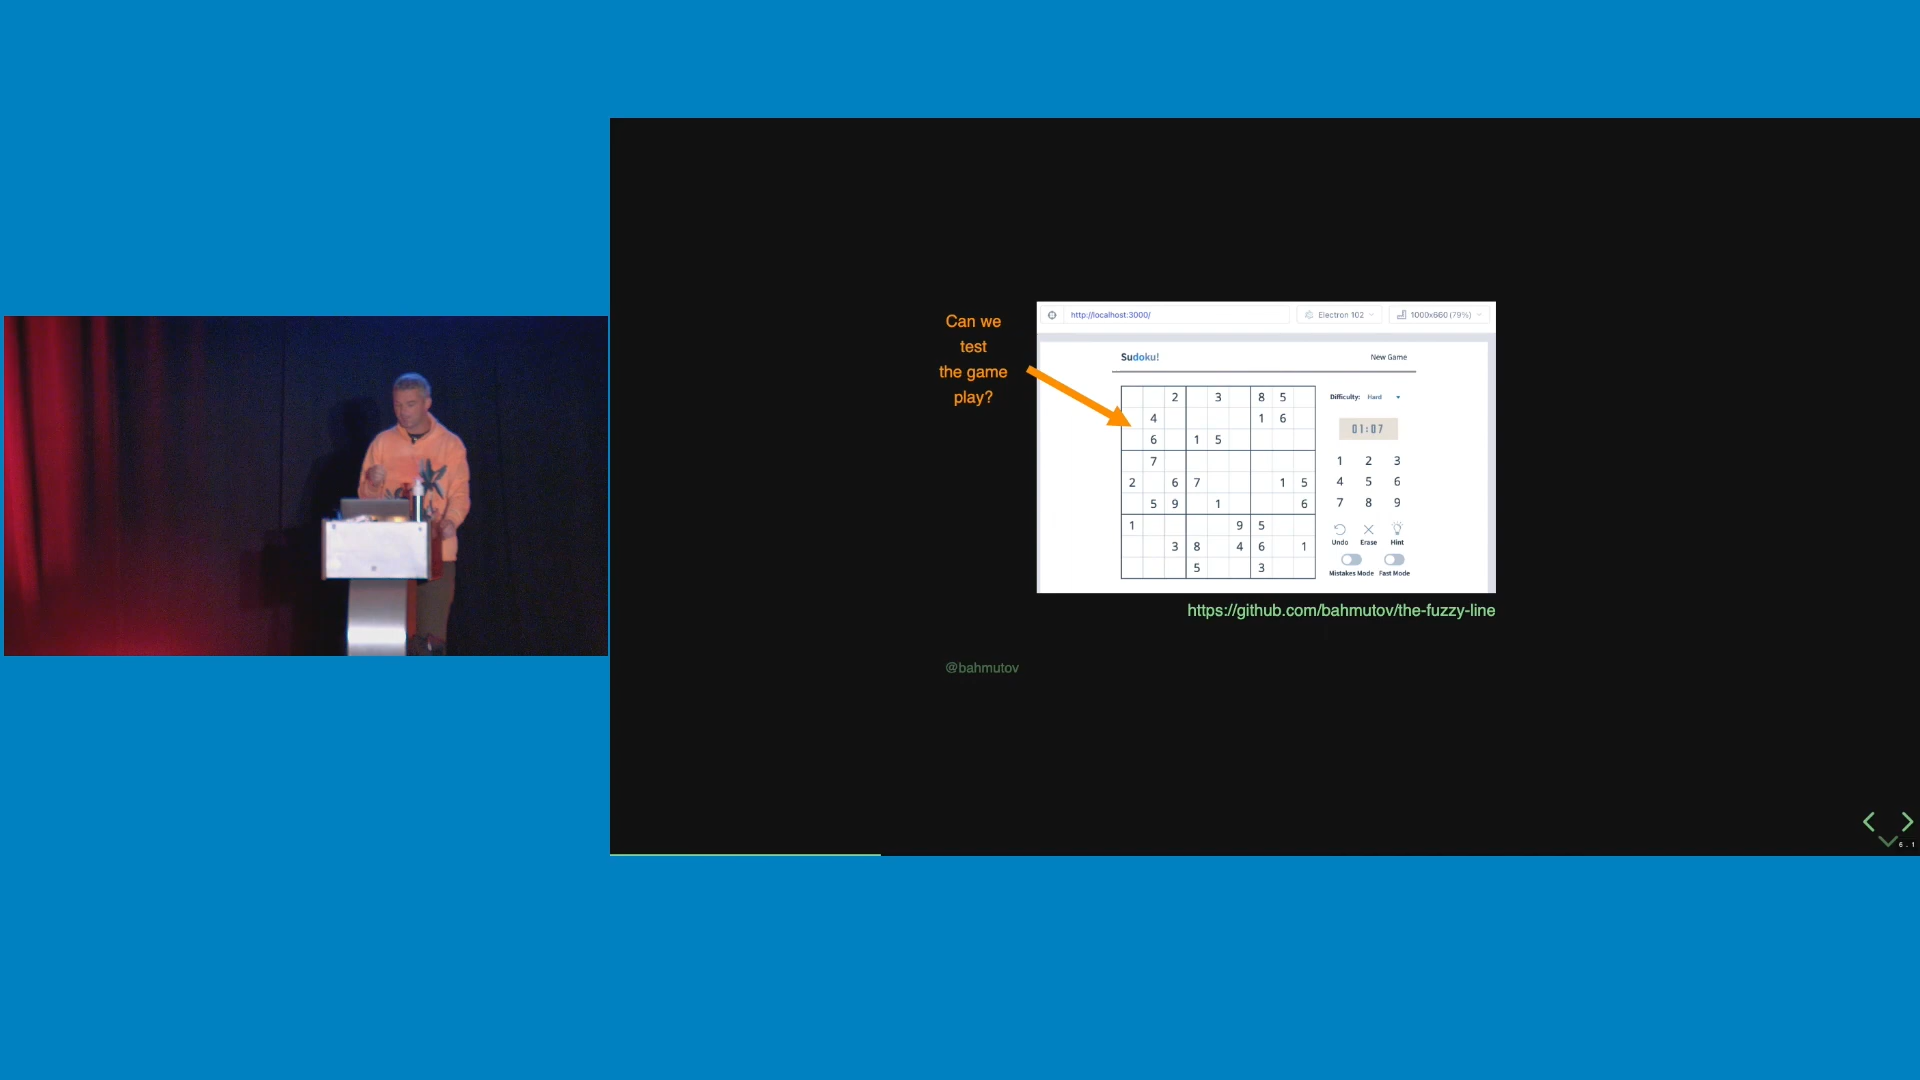 Can we
test
the game
play?
http://localhost:3000/
Electron 102
1000x660 (79%)
Sudoku!
New Game
2 3 8 5
4 1 6
6 1 5
7
2 6 7 1 5
5 9 1 6
1 9 5
3 8 4 6 1
5 3
Difficulty: Hard
01:07
1 2 3
4 5 6
7 8 9
Undo Erase Hint
Mistakes Mode Fast Mode
https://github.com/bahmutov/the-fuzzy-line
@bahmutov
6.1